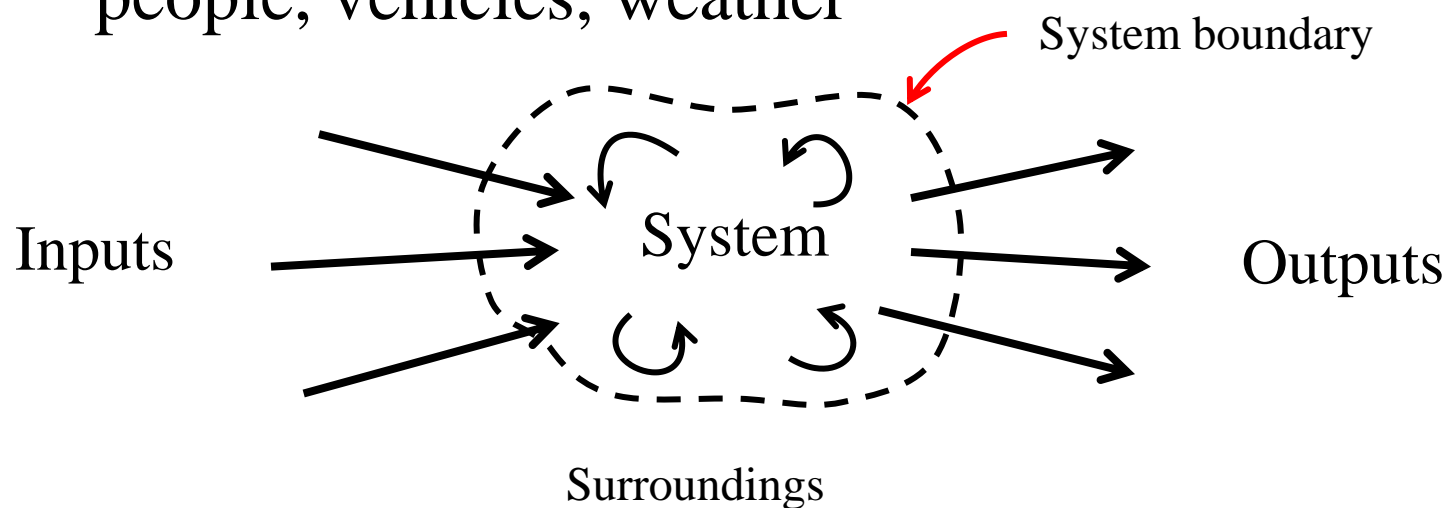 people, vehicles, weather
System boundary
System
Inputs
Outputs
Surroundings